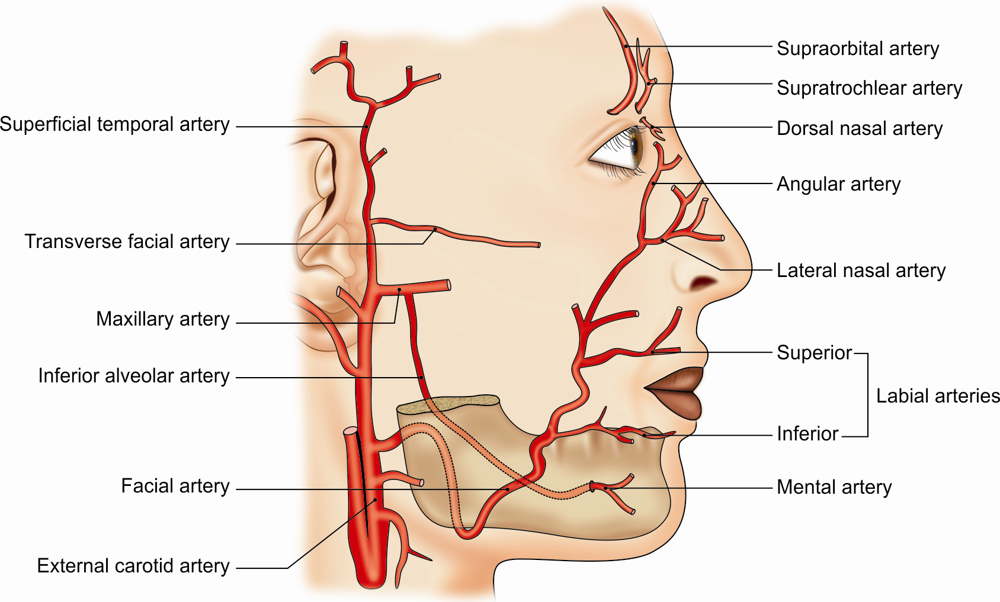 Superficial temporal artery
Transverse facial artery
Maxillary artery
Inferior alveolar artery
Facial artery
External carotid artery
Supraorbital artery
Supratrochlear artery
Dorsal nasal artery
Angular artery
Lateral nasal artery
Superior
Labial arteries
Inferior
Mental artery